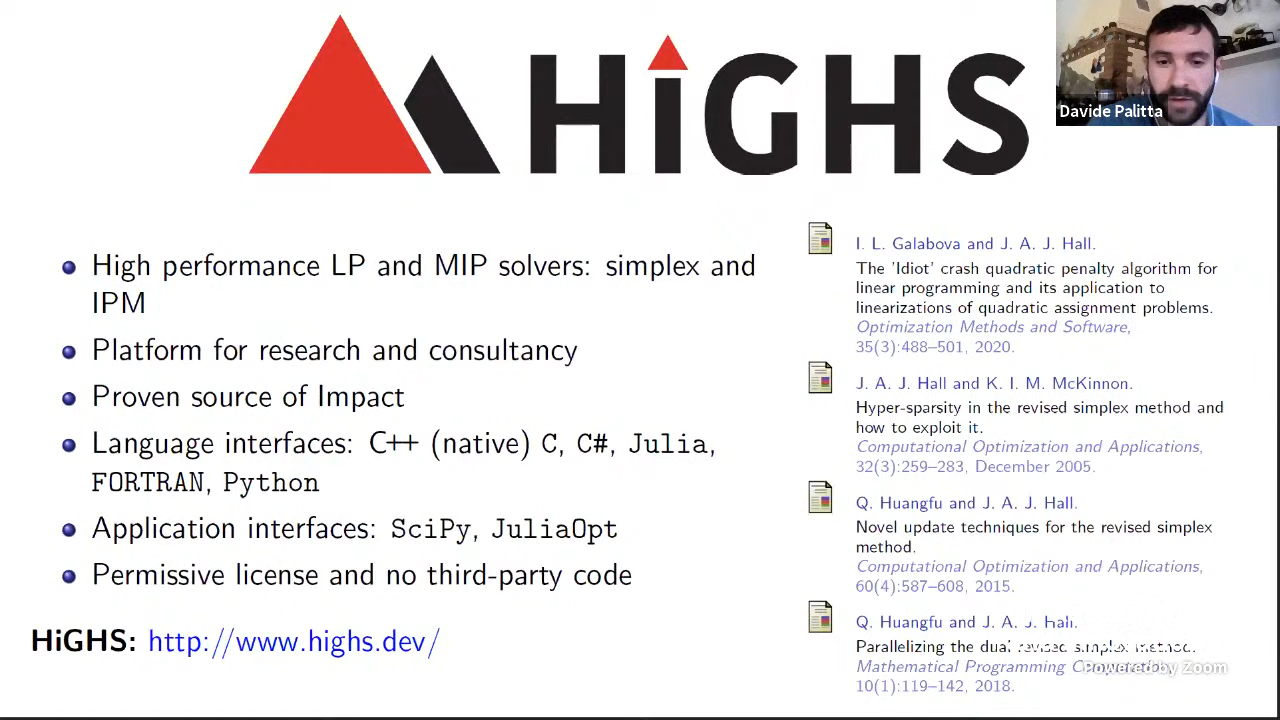 HiGHS
Davide Palitta
High performance LP and MIP solvers: simplex and
IPM
Platform for research and consultancy
Proven source of Impact
Language interfaces: C++ (native) C, C#, Julia,
FORTRAN, Python
Application interfaces: SciPy, JuliaOpt
Permissive license and no third-party code
HiGHS: http://www.highs.dev/
I. L. Galabova and J. A. J. Hall.
The 'Idiot' crash quadratic penalty algorithm for
linear programming and its application to
linearizations of quadratic assignment problems.
Optimization Methods and Software,
35(3):488–501, 2020.
J. A. J. Hall and K. I. M. McKinnon.
Hyper-sparsity in the revised simplex method and
how to exploit it.
Computational Optimization and Applications,
32(3):259–283, December 2005.
Q. Huangfu and J. A. J. Hall.
Novel update techniques for the revised simplex
method.
Computational Optimization and Applications,
60(4):587–608, 2015.
Q. Huangfu and J. A. J. Hall.
Parallelizing the dual revised simplex method.
Mathematical Programming Computation,
10(1):119–142, 2018.
Powered by Zoom